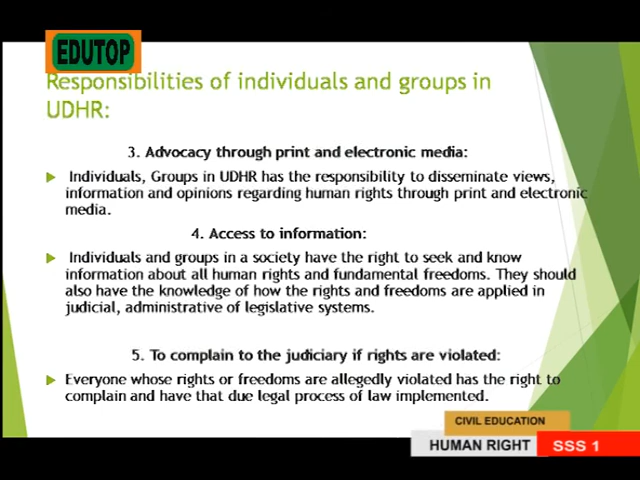 EDUTOP
Responsibilities of individuals and groups in
UDHR:
3. Advocacy through print and electronic media:
Individuals, Groups in UDHR has the responsibility to disseminate views,
information and opinions regarding human rights through print and electronic
media.
4. Access to information:
Individuals and groups in a society have the right to seek and know
information about all human rights and fundamental freedoms. They should
also have the knowledge of how the rights and freedoms are applied in
judicial, administrative of legislative systems.
5. To complain to the judiciary if rights are violated:
Everyone whose rights or freedoms are allegedly violated has the right to
complain and have that due legal process of law implemented.
CIVIL EDUCATION
HUMAN RIGHT SSS 1